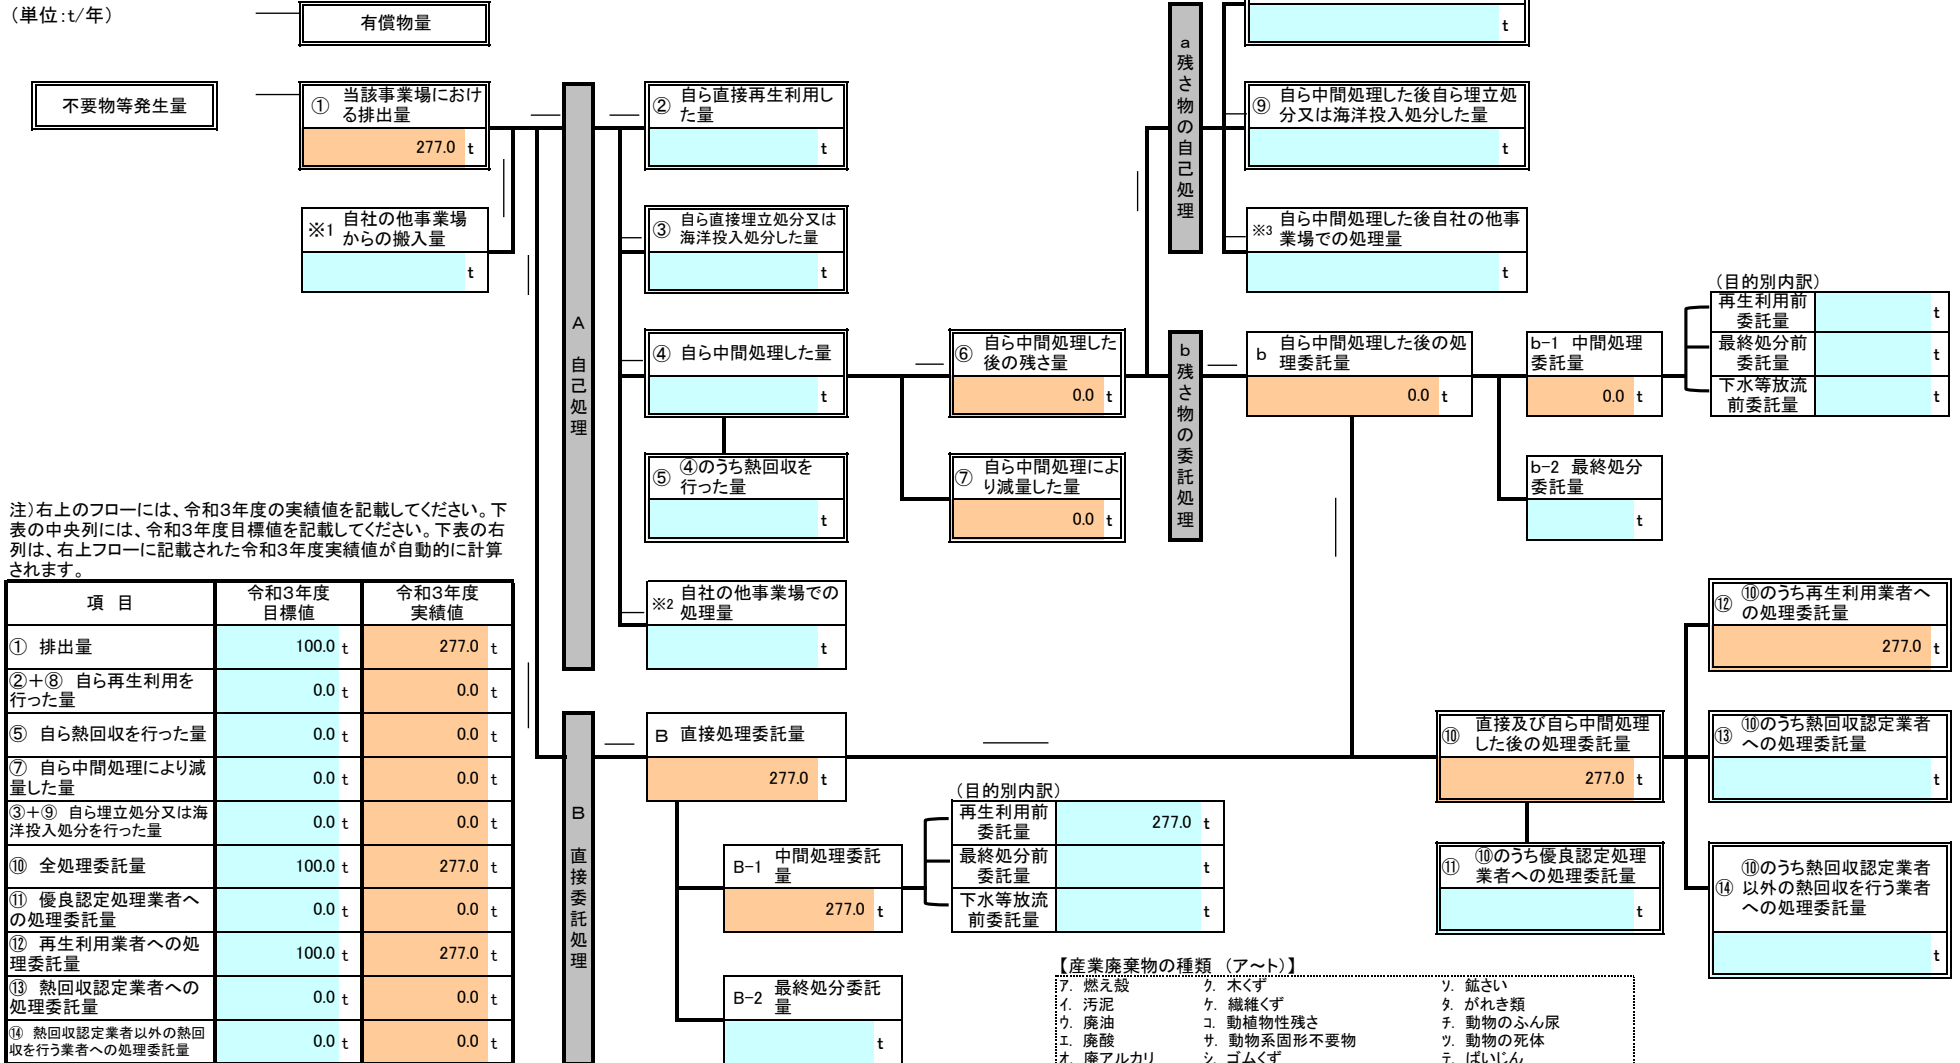 （単位:t/年）
有償物量
t
不要物等発生量
① 当該事業場におけ
る排出量
277.0 t
※1 自社の他事業場
からの搬入量
t
A 自己処理
② 自ら直接再生利用し
た量
t
③ 自ら直接埋立処分又は
海洋投入処分した量
t
④ 自ら中間処理した量
t
⑤ ④のうち熱回収を
行った量
t
※2 自社の他事業場での
処理量
t
⑥ 自ら中間処理した
後の残さ量
0.0 t
⑦ 自ら中間処理によ
り減量した量
0.0 t
a 残さ物の自己処理
⑨ 自ら中間処理した後自ら埋立処
分又は海洋投入処分した量
t
※3 自ら中間処理した後自社の他事
業場での処理量
t
b 残さ物の委託処理
b 自ら中間処理した後の処
理委託量
0.0 t
b-1 中間処理
委託量
0.0 t
b-2 最終処分
委託量
t
（目的別内訳）
再生利用前
委託量
t
最終処分前
委託量
t
下水等放流
前委託量
t
注）右上のフローには、令和3年度の実績値を記載してください。下
表の中央列には、令和3年度目標値を記載してください。下表の右
列は、右上フローに記載された令和3年度実績値が自動的に計算
されます。
項 目 令和3年度 目標値 令和3年度 実績値
① 排出量 100.0 t 277.0 t
②＋⑧ 自ら再生利用を
行った量 0.0 t 0.0 t
⑤ 自ら熱回収を行った量 0.0 t 0.0 t
⑦ 自ら中間処理により減
量した量 0.0 t 0.0 t
③＋⑨ 自ら埋立処分又は海
洋投入処分を行った量 0.0 t 0.0 t
⑩ 全処理委託量 100.0 t 277.0 t
⑪ 優良認定処理業者へ
の処理委託量 0.0 t 0.0 t
⑫ 再生利用業者への処
理委託量 100.0 t 277.0 t
⑬ 熱回収認定業者への
処理委託量 0.0 t 0.0 t
⑭ 熱回収認定業者以外の熱回
収を行う業者への処理委託量 0.0 t 0.0 t
B 直接委託処理
B 直接処理委託量
277.0 t
B-1 中間処理委託
量
277.0 t
B-2 最終処分委託
量
t
（目的別内訳）
再生利用前
委託量
277.0 t
最終処分前
委託量
t
下水等放流
前委託量
t
⑩ 直接及び自ら中間処理
した後の処理委託量
277.0 t
⑪ ⑩のうち優良認定処理
業者への処理委託量
t
⑫ ⑩のうち再生利用業者へ
の処理委託量
277.0 t
⑬ ⑩のうち熱回収認定業者
への処理委託量
t
⑭ ⑩のうち熱回収認定業者
以外の熱回収を行う業者
への処理委託量
t
【産業廃棄物の種類 （ア～ト）】
ア. 燃え殻 ク. 木くず ソ. 鉱さい
イ. 汚泥 ケ. 繊維くず タ. がれき類
ウ. 廃油 コ. 動植物性残さ チ. 動物のふん尿
エ. 廃酸 サ. 動物系固形不要物 ツ. 動物の死体
オ. 廃アルカリ シ. ゴムくず テ. ばいじん